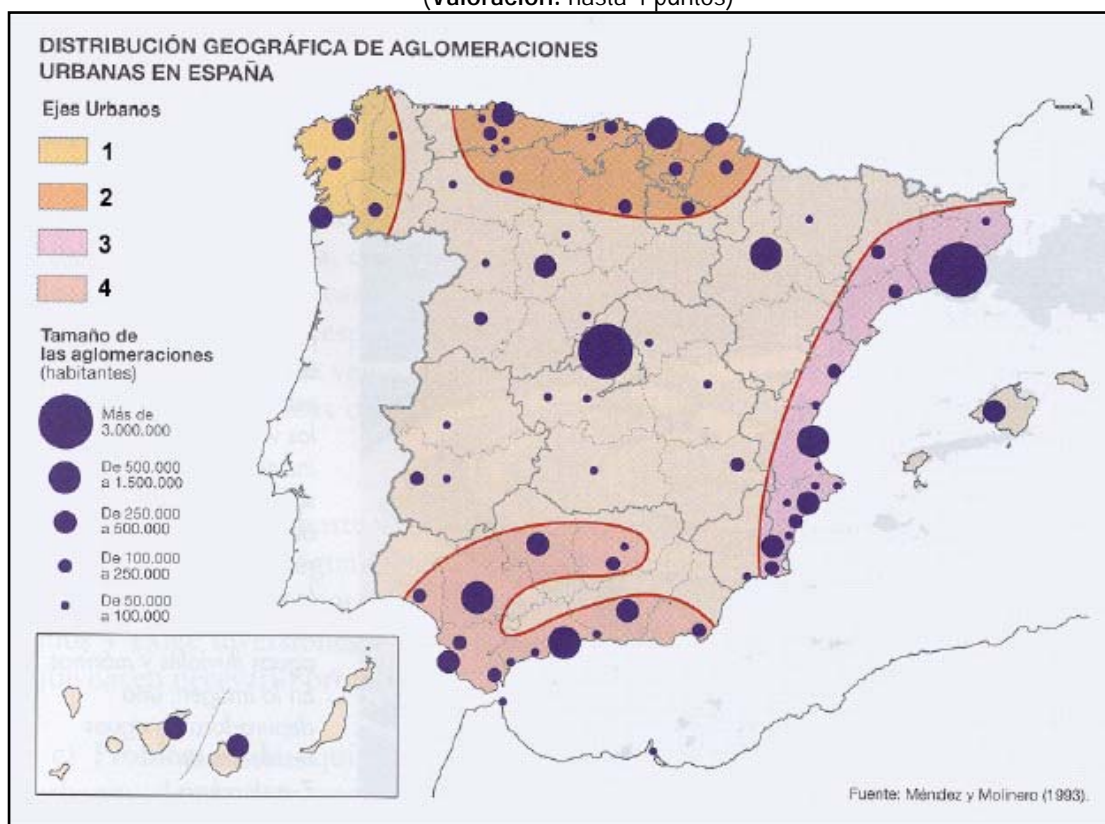 (Valoración: hasta 4 puntos)
DISTRIBUCIÓN GEOGRÁFICA DE AGLOMERACIONES
URBANAS EN ESPAÑA
Ejes Urbanos
1
2
3
4
Tamaño de
las aglomeraciones
(habitantes)
Más de
3.000.000
De 500.000
a 1.500.000
De 250.000
a 500.000
De 100.000
a 250.000
De 50.000
a 100.000
Fuente: Méndez y Molinero (1993).